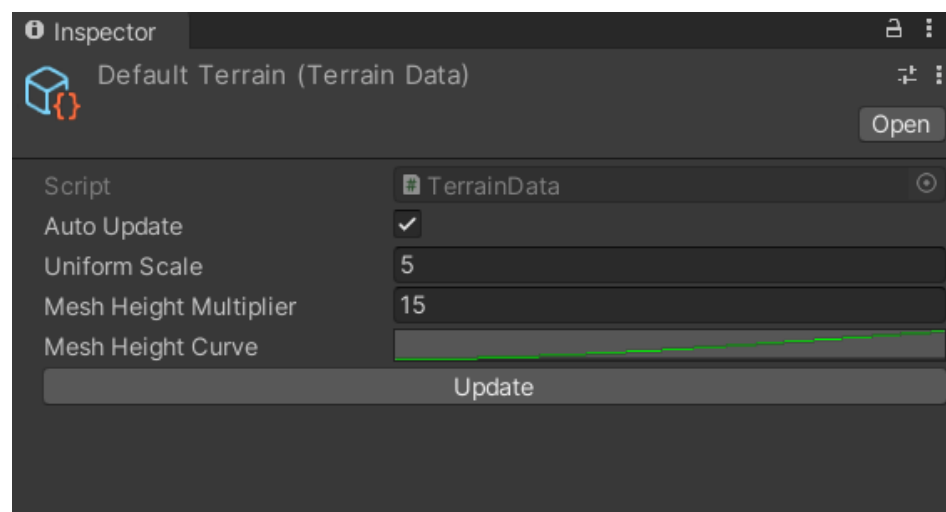 Inspector
Default Terrain (Terrain Data)
Open
Script # TerrainData
Auto Update
Uniform Scale 5
Mesh Height Multiplier 15
Mesh Height Curve
Update